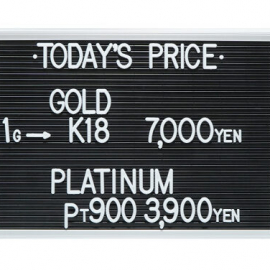 ·TODAY'S PRICE·
GOLD
1G→ K18 7,000YEN
PLATINUM
PT900 3,900YEN